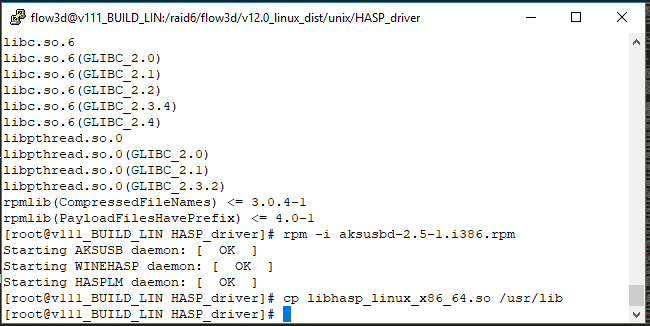 flow3d@v111_BUILD_LIN:/raid6/flow3d/v12.0_linux_dist/unix/HASP_driver
libc.so.6
libc.so.6(GLIBC_2.0)
libc.so.6(GLIBC_2.1)
libc.so.6(GLIBC_2.2)
libc.so.6(GLIBC_2.3.4)
libc.so.6(GLIBC_2.4)
libpthread.so.0
libpthread.so.0(GLIBC_2.0)
libpthread.so.0(GLIBC_2.1)
libpthread.so.0(GLIBC_2.3.2)
rpmlib(CompressedFileNames) <= 3.0.4-1
rpmlib(PayloadFilesHavePrefix) <= 4.0-1
[root@v111_BUILD_LIN HASP_driver]# rpm -i aksusbd-2.5-1.i386.rpm
Starting AKSUSB daemon: [  OK  ]
Starting WINEHASP daemon: [  OK  ]
Starting HASPLM daemon: [  OK  ]
[root@v111_BUILD_LIN HASP_driver]# cp libhasp_linux_x86_64.so /usr/lib
[root@v111_BUILD_LIN HASP_driver]#